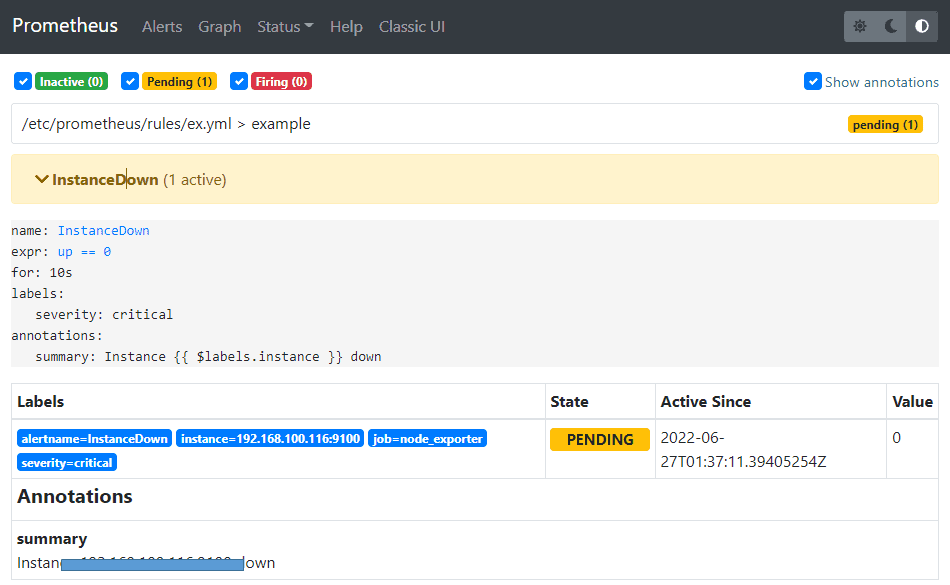 Prometheus Alerts Graph Status Help Classic UI
Inactive (0) Pending (1) Firing (0) Show annotations
/etc/prometheus/rules/ex.yml > example pending (1)
InstanceDown (1 active)
name: InstanceDown
expr: up == 0
for: 10s
labels:
severity: critical
annotations:
summary: Instance {{ $labels.instance }} down
Labels State Active Since Value
alertname=InstanceDown instance=192.168.100.116:9100 job=node_exporter PENDING 2022-06- 0
severity=critical 27T01:37:11.39405254Z
Annotations
summary
Instan own